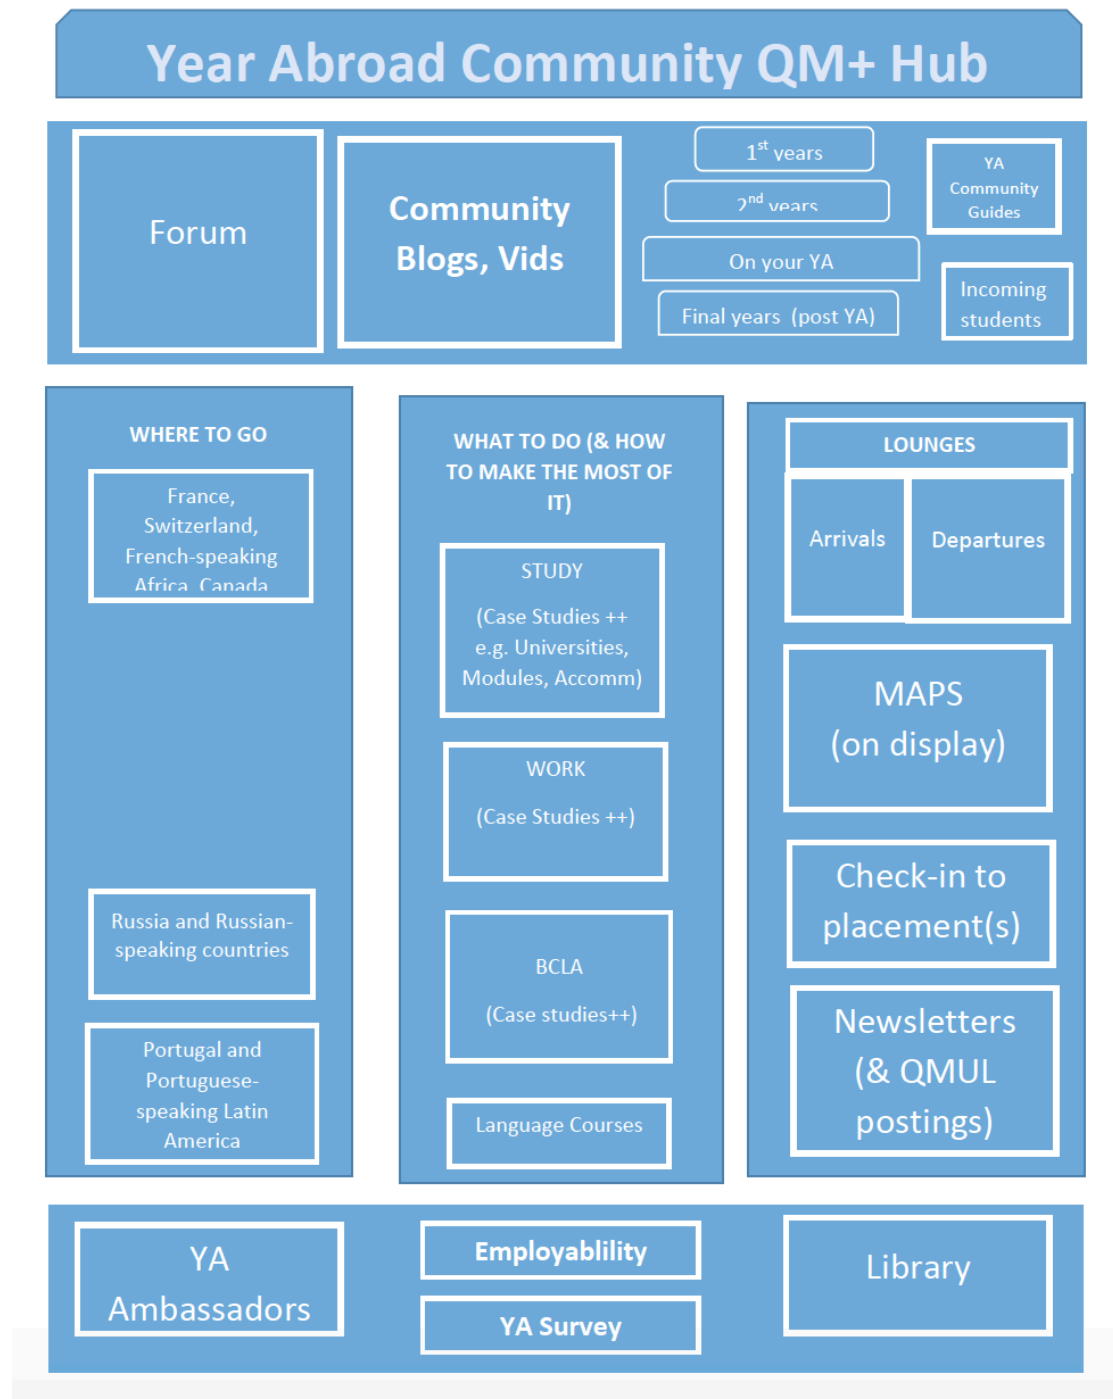 Year Abroad Community QM+ Hub
Forum
Community
Blogs, Vids
1st years
2nd years
On your YA
Final years (post YA)
YA
Community
Guides
Incoming
students
WHERE TO GO
France,
Switzerland,
French-speaking
Africa, Canada
Russia and Russian-
speaking countries
Portugal and
Portuguese-
speaking Latin
America
WHAT TO DO (& HOW
TO MAKE THE MOST OF
IT)
STUDY
(Case Studies ++
e.g. Universities,
Modules, Accomm)
WORK
(Case Studies ++)
BCLA
(Case studies++)
Language Courses
LOUNGES
Arrivals
Departures
MAPS
(on display)
Check-in to
placement(s)
Newsletters
(& QMUL
postings)
YA
Ambassadors
Employablility
YA Survey
Library